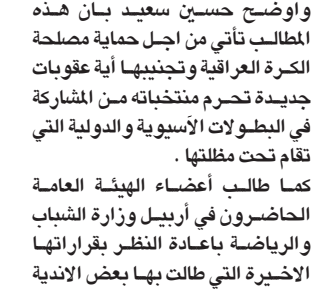 واوضح حسين سعيد بان هذه
المطالب تأتي من اجل حماية مصلحة
الكرة العراقية وتجنيبها أية عقوبات
جديدة تحرم منتخباته من المشاركة
في البطولات الآسيوية والدولية التي
تقام تحت مظلتها .
كما طالب أعضاء الهيئة العامة
الحاضرون في أربيل وزارة الشباب
والرياضة باعادة النظر بقراراتها
الاخيرة التي طالت بها بعض الاندية